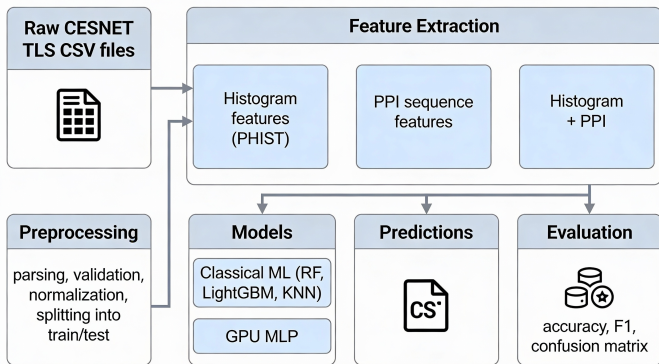 Raw CESNET
TLS CSV files
Feature Extraction
Histogram
features
(PHIST)
PPI sequence
features
Histogram
+ PPI
Preprocessing
parsing, validation,
normalization,
splitting into
train/test
Models
Classical ML (RF,
LightGBM, KNN)
GPU MLP
Predictions
CS
Evaluation
accuracy, F1,
confusion matrix